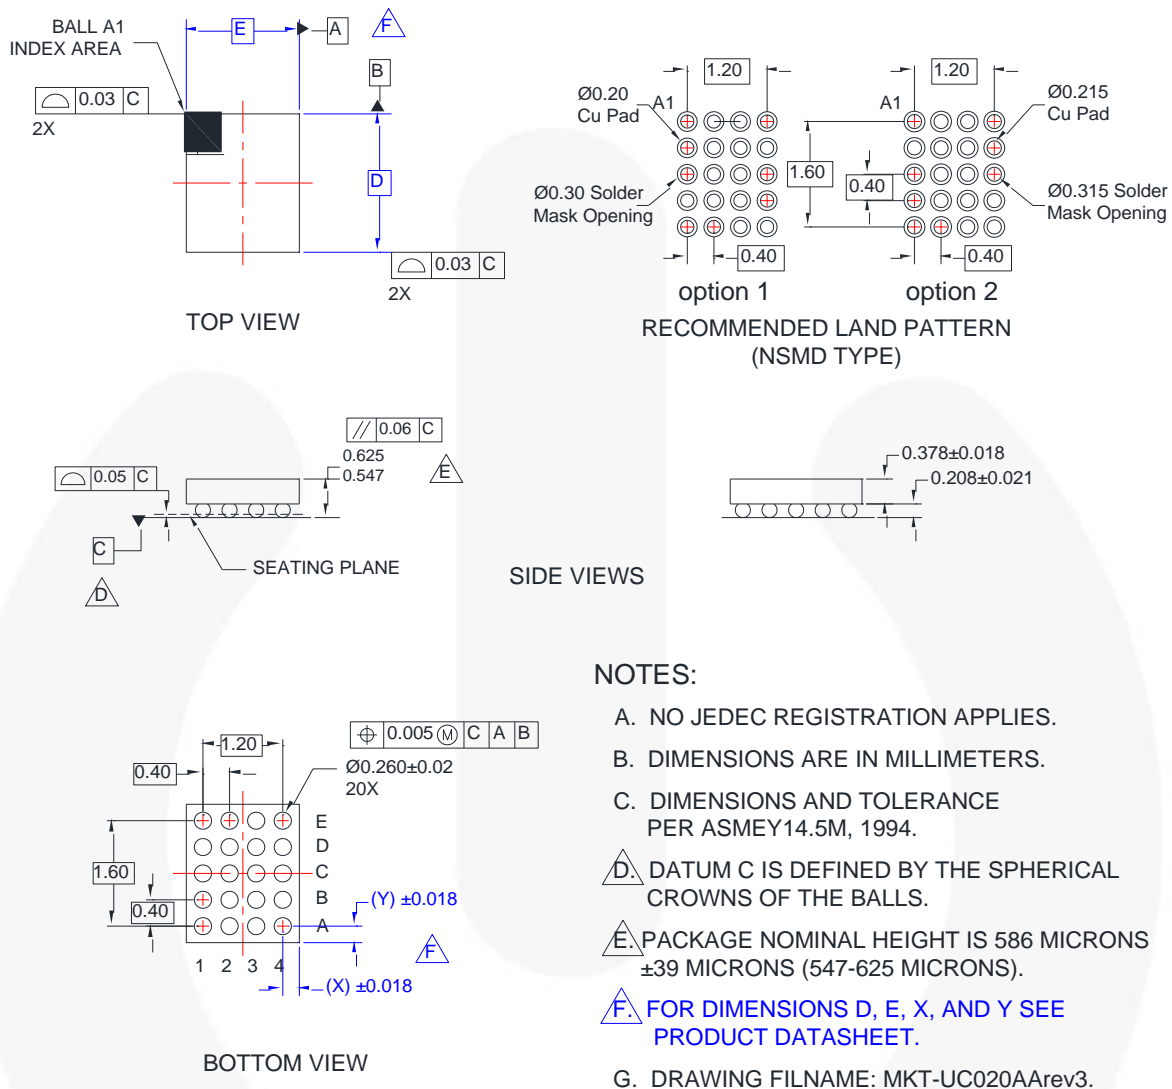 BALL A1
INDEX AREA
E
A
F
B
0.03 C
2X
D
0.03 C
2X
TOP VIEW
1.20
Ø0.20
Cu Pad
A1
Ø0.30 Solder
Mask Opening
0.40
option 1
1.60
1.20
A1
Ø0.215
Cu Pad
0.40
Ø0.315 Solder
Mask Opening
0.40
option 2
RECOMMENDED LAND PATTERN
(NSMD TYPE)
// 0.06 C
0.625
0.547
E
0.05 C
C
D
SEATING PLANE
0.378±0.018
0.208±0.021
SIDE VIEWS
0.005 Ⓜ C A B
Ø0.260±0.02
20X
1.20
0.40
1.60
0.40
E
D
C
B
A
1 2 3 4
(Y) ±0.018
F
(X) ±0.018
BOTTOM VIEW
NOTES:
A. NO JEDEC REGISTRATION APPLIES.
B. DIMENSIONS ARE IN MILLIMETERS.
C. DIMENSIONS AND TOLERANCE
PER ASMEY14.5M, 1994.
D. DATUM C IS DEFINED BY THE SPHERICAL
CROWNS OF THE BALLS.
E. PACKAGE NOMINAL HEIGHT IS 586 MICRONS
±39 MICRONS (547-625 MICRONS).
F. FOR DIMENSIONS D, E, X, AND Y SEE
PRODUCT DATASHEET.
G. DRAWING FILNAME: MKT-UC020AArev3.